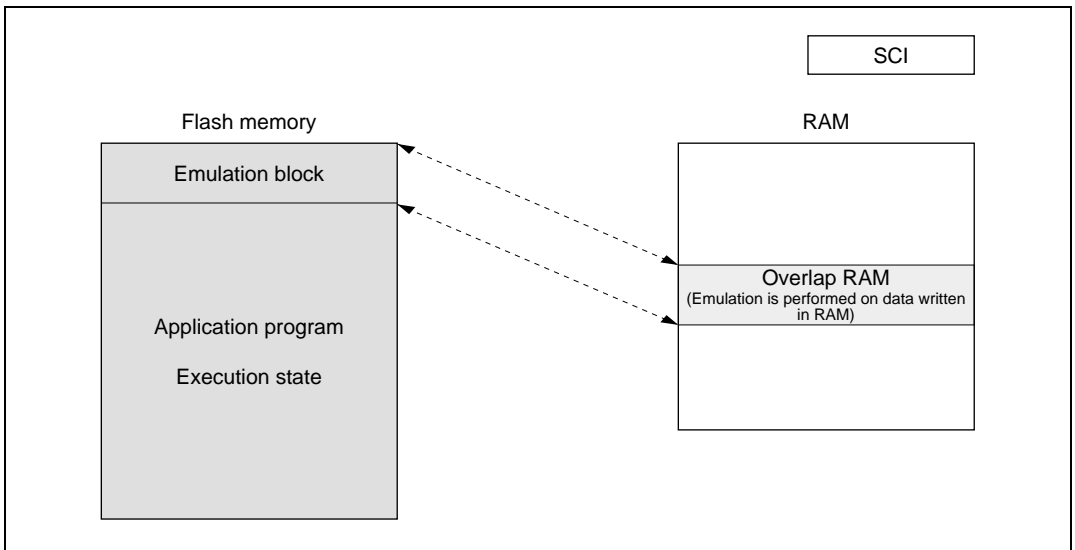 SCI
Flash memory
RAM
Emulation block
Overlap RAM
(Emulation is performed on data written
in RAM)
Application program
Execution state